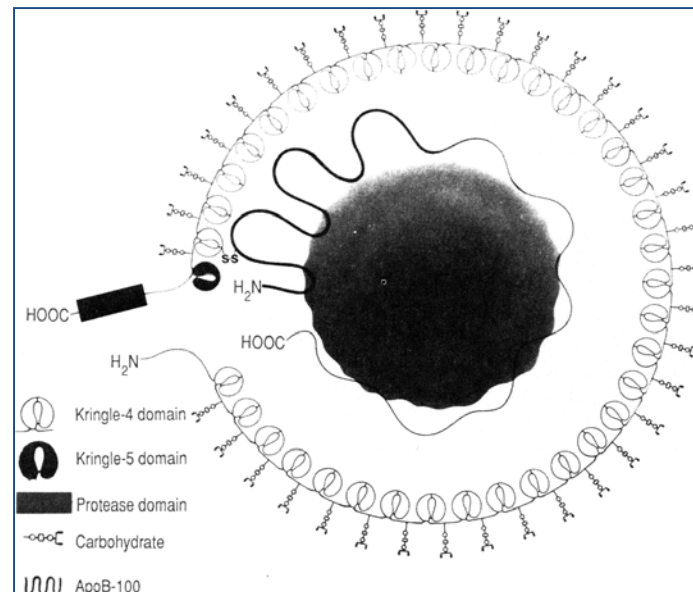 ss
H₂N
HOOC
HOOC
H₂N
Kringle-4 domain
Kringle-5 domain
Protease domain
Carbohydrate
ApoB-100